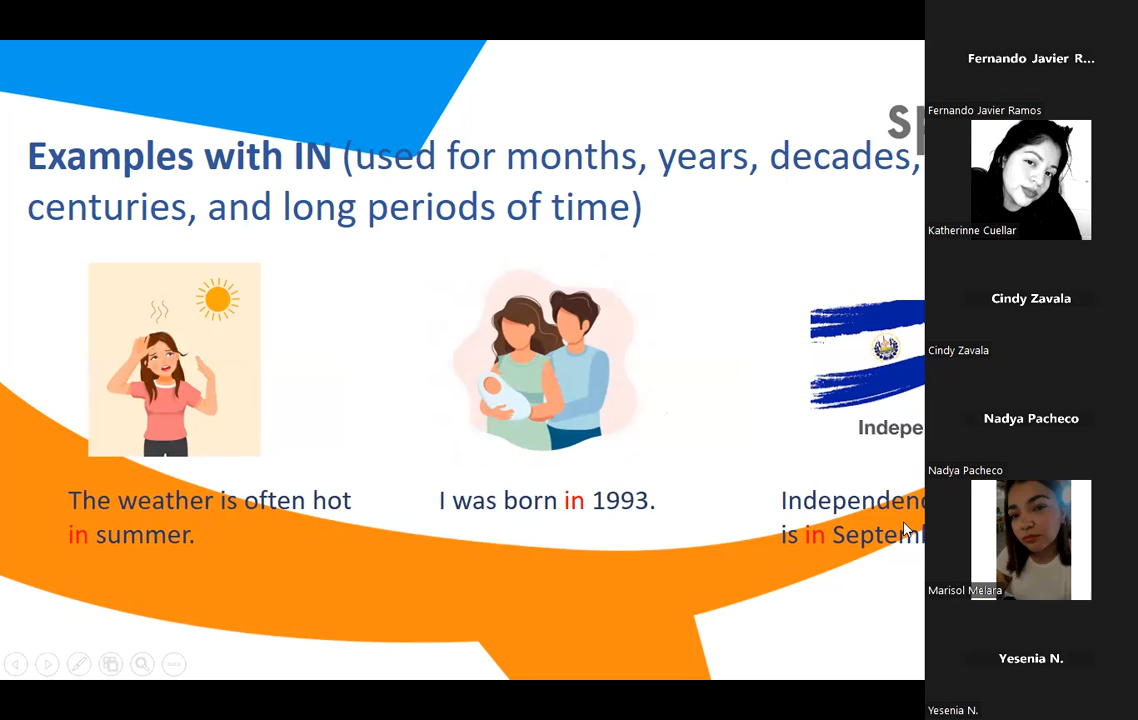 Examples with IN (used for months, years, decades,
centuries, and long periods of time)
The weather is often hot
in summer.
I was born in 1993.
Indepe
Independen
is in Septem
Fernando Javier R...
Fernando Javier Ramos
Katherinne Cuellar
Cindy Zavala
Cindy Zavala
Nadya Pacheco
Nadya Pacheco
Marisol Melara
Yesenia N.
Yesenia N.